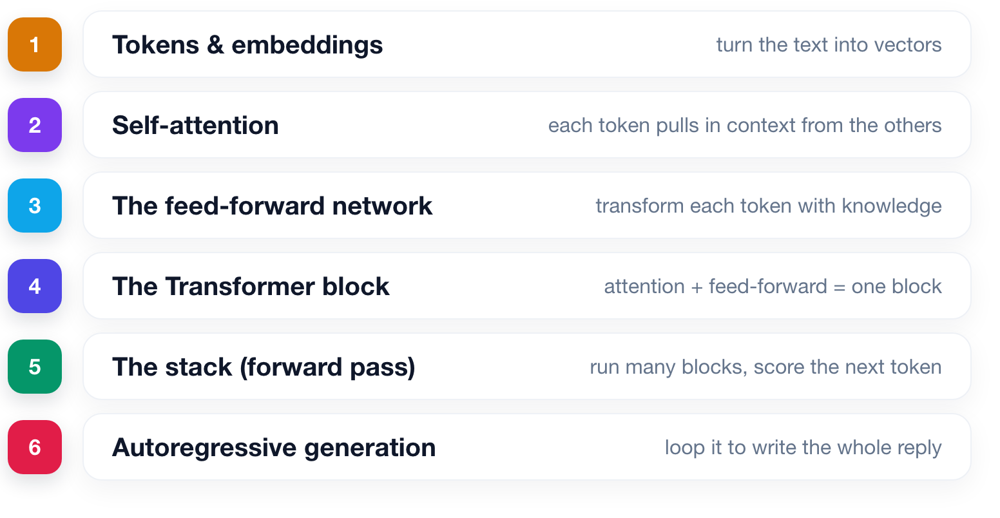 1 Tokens & embeddings turn the text into vectors
2 Self-attention each token pulls in context from the others
3 The feed-forward network transform each token with knowledge
4 The Transformer block attention + feed-forward = one block
5 The stack (forward pass) run many blocks, score the next token
6 Autoregressive generation loop it to write the whole reply